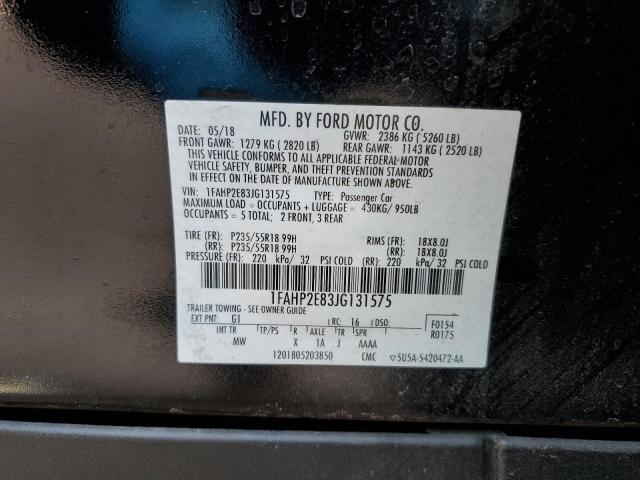 MFD. BY FORD MOTOR CO.
DATE: 05/18 GVWR: 2386 KG ( 5260 LB)
FRONT GAWR: 1279 KG ( 2820 LB) REAR GAWR: 1143 KG ( 2520 LB)
THIS VEHICLE CONFORMS TO ALL APPLICABLE FEDERAL MOTOR
VEHICLE SAFETY, BUMPER, AND THEFT PREVENTION STANDARDS
IN EFFECT ON THE DATE OF MANUFACTURE SHOWN ABOVE.
VIN: 1FAHP2E83JG131575 TYPE: Passenger Car
MAXIMUM LOAD = OCCUPANTS + LUGGAGE = 430KG/ 950LB
OCCUPANTS = 5 TOTAL; 2 FRONT, 3 REAR
TIRE (FR): P235/55R18 99H RIMS (FR): 18X8.0J
(RR): P235/55R18 99H (RR): 18X8.0J
PRESSURE (FR): 220 kPa/ 32 PSI COLD (RR): 220 kPa/ 32 PSI COLD
1FAHP2E83JG131575
TRAILER TOWING - SEE OWNER GUIDE
EXT PNT: G1 RC: 16 DSO: F0154
INT TR TP/PS R AXLE TR SPR R0175
MW X 1A J AAAA
1201805203850 CMC SU5A-5420472-AA